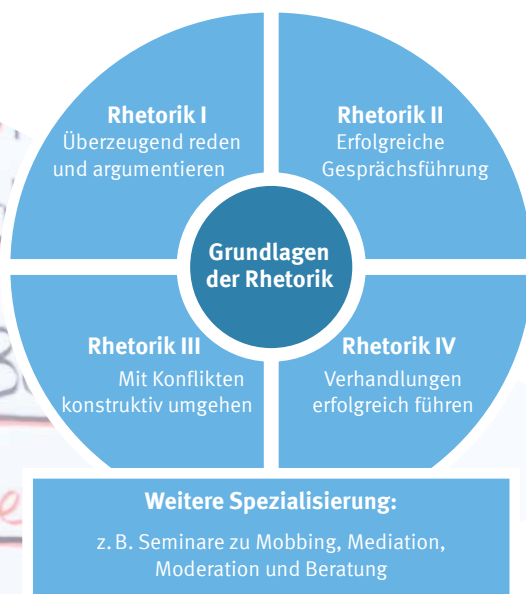 Rhetorik I
Überzeugend reden
und argumentieren
Rhetorik II
Erfolgreiche
Gesprächsführung
Grundlagen
der Rhetorik
Rhetorik III
Mit Konflikten
konstruktiv umgehen
Rhetorik IV
Verhandlungen
erfolgreich führen
Weitere Spezialisierung:
z. B. Seminare zu Mobbing, Mediation,
Moderation und Beratung